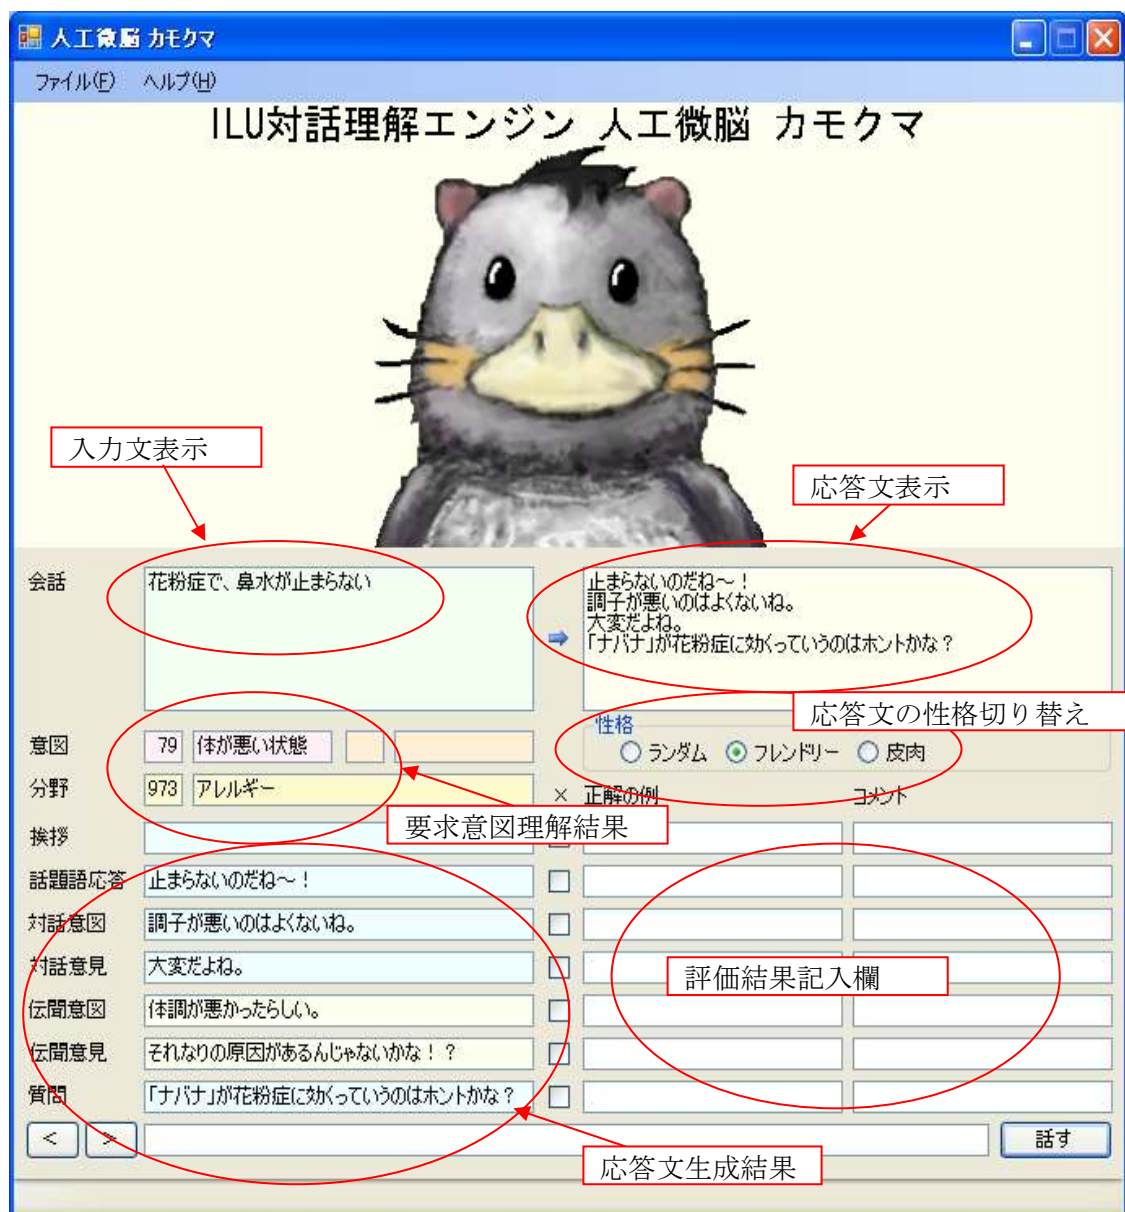 人工微脳 カモクマ
ファイル(F) ヘルプ(H)
ILU対話理解エンジン 人工微脳 カモクマ
入力文表示
応答文表示
会話
花粉症で、鼻水が止まらない
止まらないのだね～！
調子が悪いのはよくないね。
大変だよね。
「ナバナ」が花粉症に効くっていうのはホントかな？
応答文の性格切り替え
性格
ランダム フレンドリー 皮肉
意図 79 体が悪い状態
分野 973 アレルギー
× 正解の例 コメント
要求意図理解結果
挨拶
話題語応答 止まらないのだね～！
対話意図 調子が悪いのはよくないね。
対話意見 大変だよね。
評価結果記入欄
伝聞意図 体調が悪かったらしい。
伝聞意見 それなりの原因があるんじゃないかな！？
質問 「ナバナ」が花粉症に効くっていうのはホントかな？
< > 話す
応答文生成結果